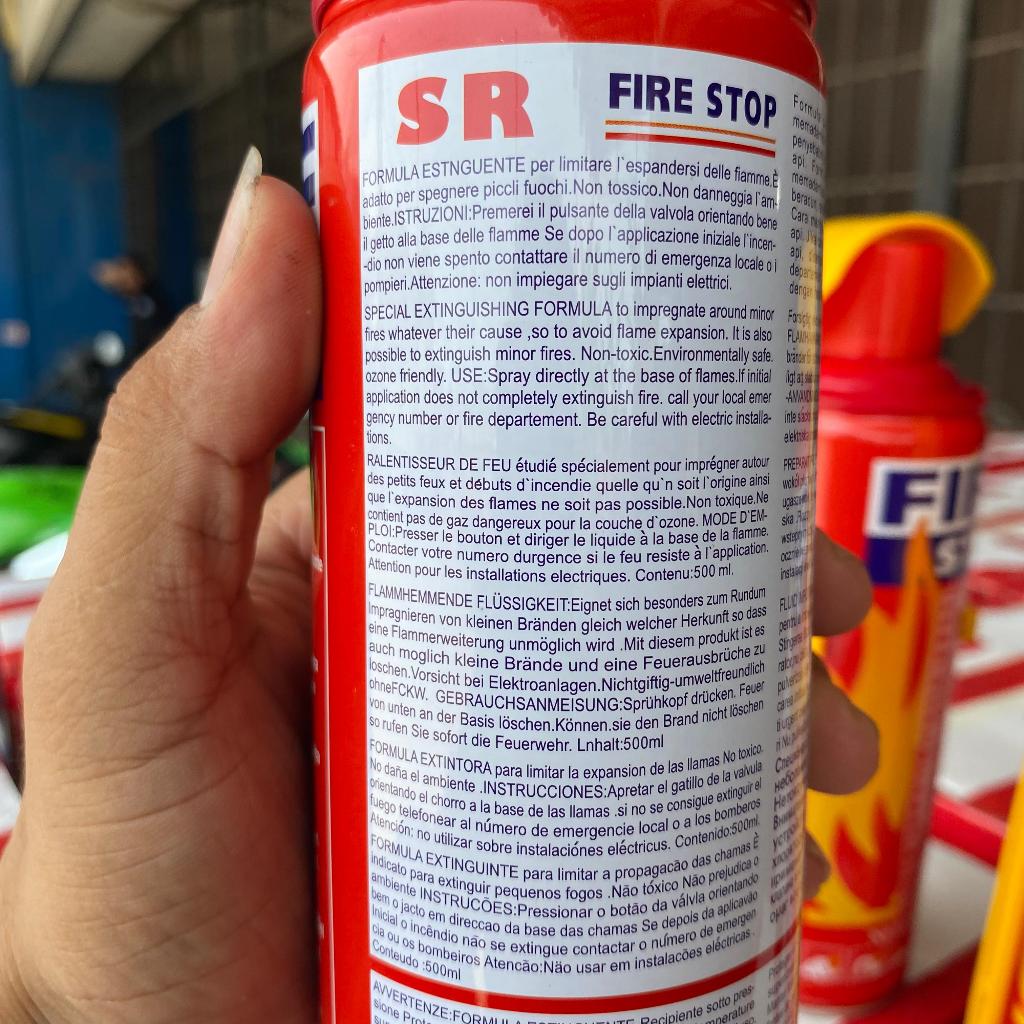 SR
FIRE STOP
FORMULA ESTNGUENTE per limitare l`espandersi delle fiamme.È
adatto per spegnere piccli fuochi.Non tossico.Non danneggia l`am-
biente.ISTRUZIONI:Premerei il pulsante della valvola orientando bene
il getto alla base delle flamme Se dopo l`applicazione iniziale l`incen-
-dio non viene spento contattare il numero di emergenza locale o i
pompieri.Attenzione: non impiegare sugli impianti elettrici.
SPECIAL EXTINGUISHING FORMULA to impregnate around minor
fires whatever their cause ,so to avoid flame expansion. It is also
possible to extinguish minor fires. Non-toxic.Environmentally safe.
ozone friendly. USE:Spray directly at the base of flames.If initial
application does not completely extinguish fire. call your local emer
gency number or fire departement. Be careful with electric installa-
tions.
RALENTISSEUR DE FEU étudié spécialement pour imprégner autour
des petits feux et débuts d`incendie quelle qu`n soit l`origine ainsi
que l`expansion des flames ne soit pas possible.Non toxique.Ne
contient pas de gaz dangereux pour la couche d`ozone. MODE D'EM-
PLOI:Presser le bouton et diriger le liquide à la base de la flamme.
Contacter votre numero durgence si le feu resiste à l`application.
Attention pour les installations electriques. Contenu:500 ml.
FLAMMHEMMENDE FLÜSSIGKEIT:Eignet sich besonders zum Rundum
Impragnieren von kleinen Bränden gleich welcher Herkunft so dass
eine Flammerweiterung unmöglich wird .Mit diesem produkt ist es
auch moglich kleine Brände und eine Feuerausbrüche zu
loschen.Vorsicht bei Elektroanlagen.Nichtgiftig-umweltfreundlich
ohneFCKW. GEBRAUCHSANMEISUNG:Sprühkopf drücken. Feuer
von unten an der Basis löschen.Können.sie den Brand nicht löschen
so rufen Sie sofort die Feuerwehr. Lnhalt:500ml
FORMULA EXTINTORA para limitar la expansion de las llamas No toxico.
No daña el ambiente .INSTRUCCIONES:Apretar el gatillo de la valvula
orientando el chorro a la base de las llamas .si no se consigue extinguir el
fuego telefonear al número de emergencie local o a los bomberos
Atención: no utilizar sobre instalaciónes eléctricus. Contenido:500ml.
FORMULA EXTINGUINTE para limitar a propagacão das chamas È
indicato para extinguir pequenos fogos .Não tóxico Não prejudica o
ambiente INSTRUCÕES:Pressionar o botão da válvla orientando
bem o jacto em direccao da base das chamas Se depois da aplicavão
Inicial o incêndio não se extingue contactar o número de emergen
cia ou os bombeiros Atencão:Não usar em instalacões eléctricas.
Conteudo :500ml
AVVERTENZE:FORMULA ESTINGUENTE.Recipiente sotto pres-